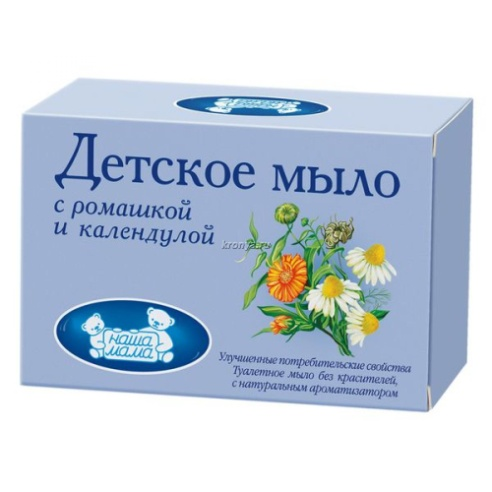 Детское мыло
с ромашкой
и календулой
наша
мама
Улучшенные потребительские свойства
Туалетное мыло без красителей,
с натуральным ароматизатором